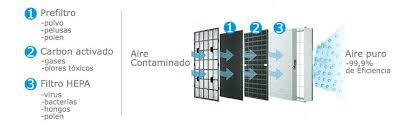 1 Prefiltro
-polvo
-pelusas
-polen
2 Carbon activado
-gases
-olores tóxicos
3 Filtro HEPA
-virus
-bacterias
-hongos
-polen
Aire
Contaminado
1 2 3
Aire puro
-99,9%
de Eficiencia